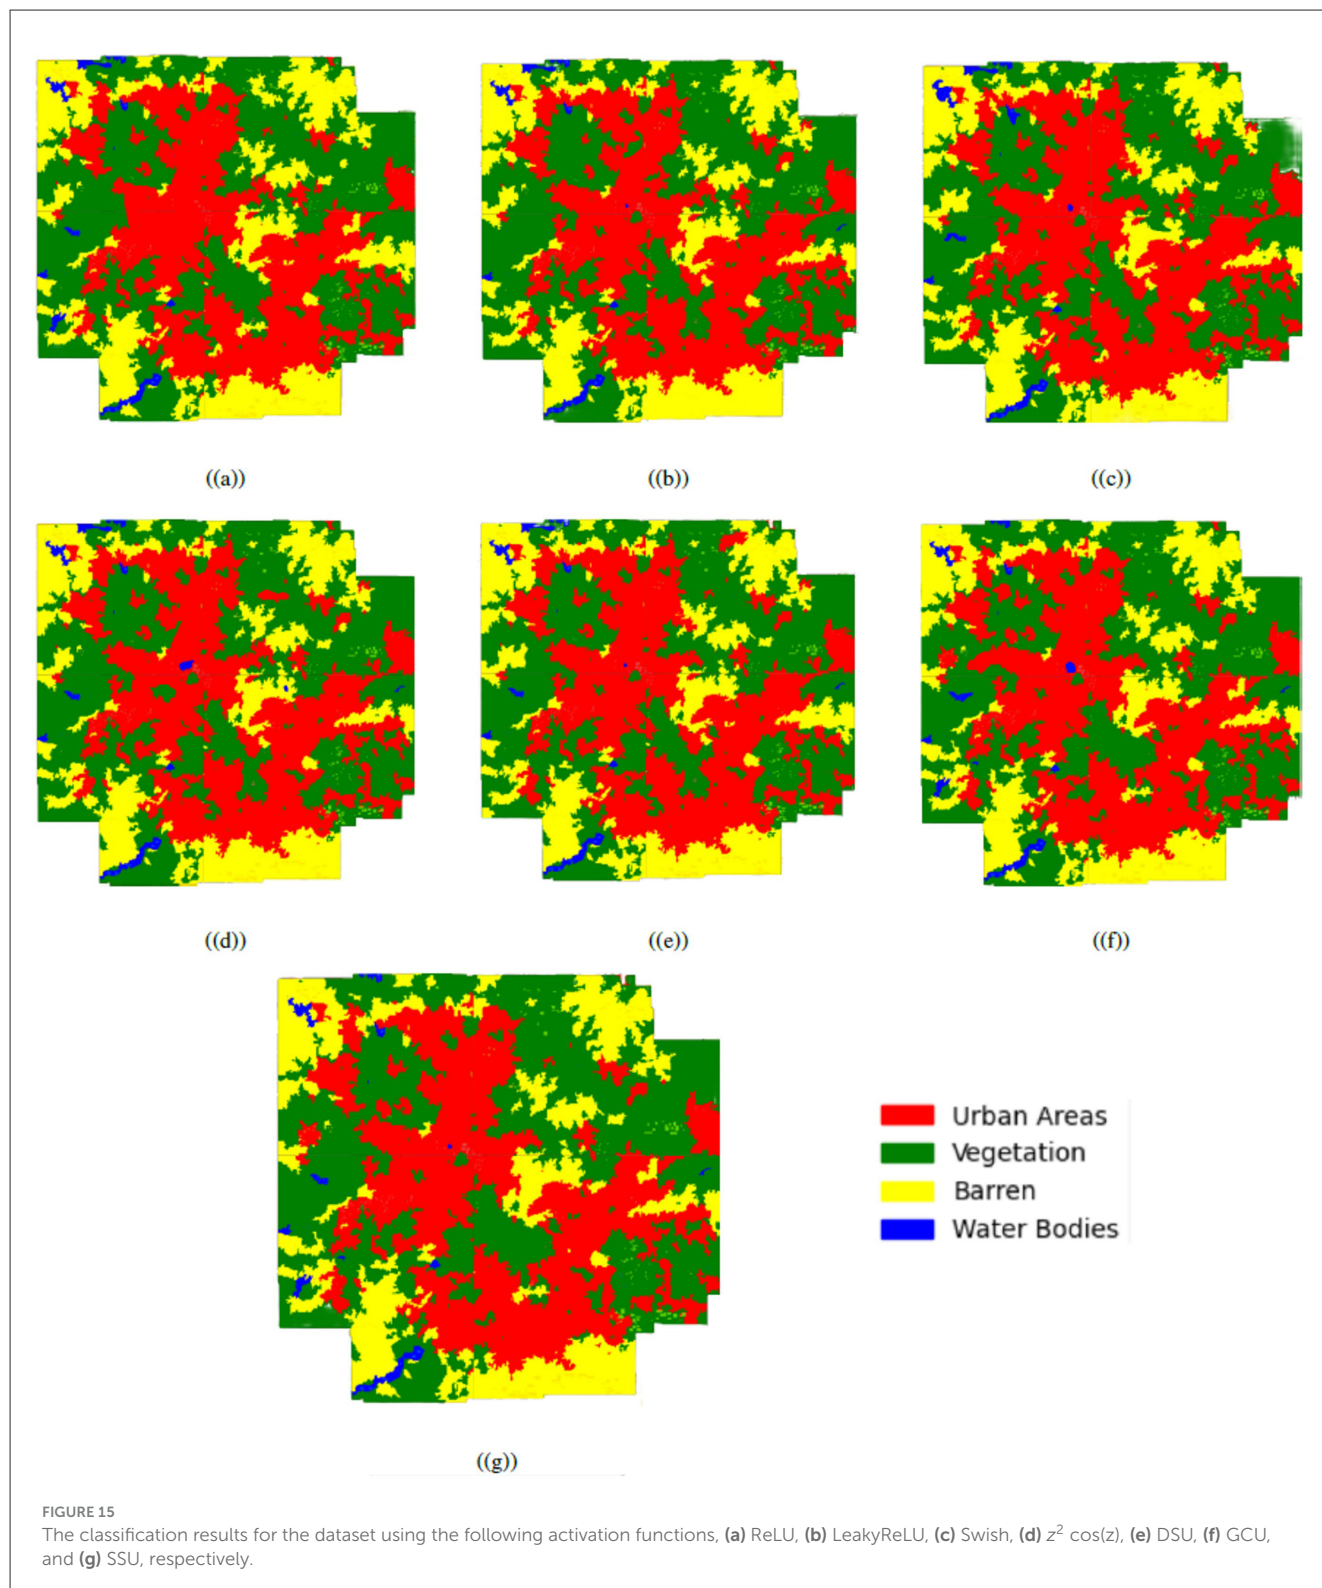 ((a))
((b))
((c))
((d))
((e))
((f))
((g))
Urban Areas
Vegetation
Barren
Water Bodies
FIGURE 15
The classification results for the dataset using the following activation functions, (a) ReLU, (b) LeakyReLU, (c) Swish, (d) z² cos(z), (e) DSU, (f) GCU,
and (g) SSU, respectively.